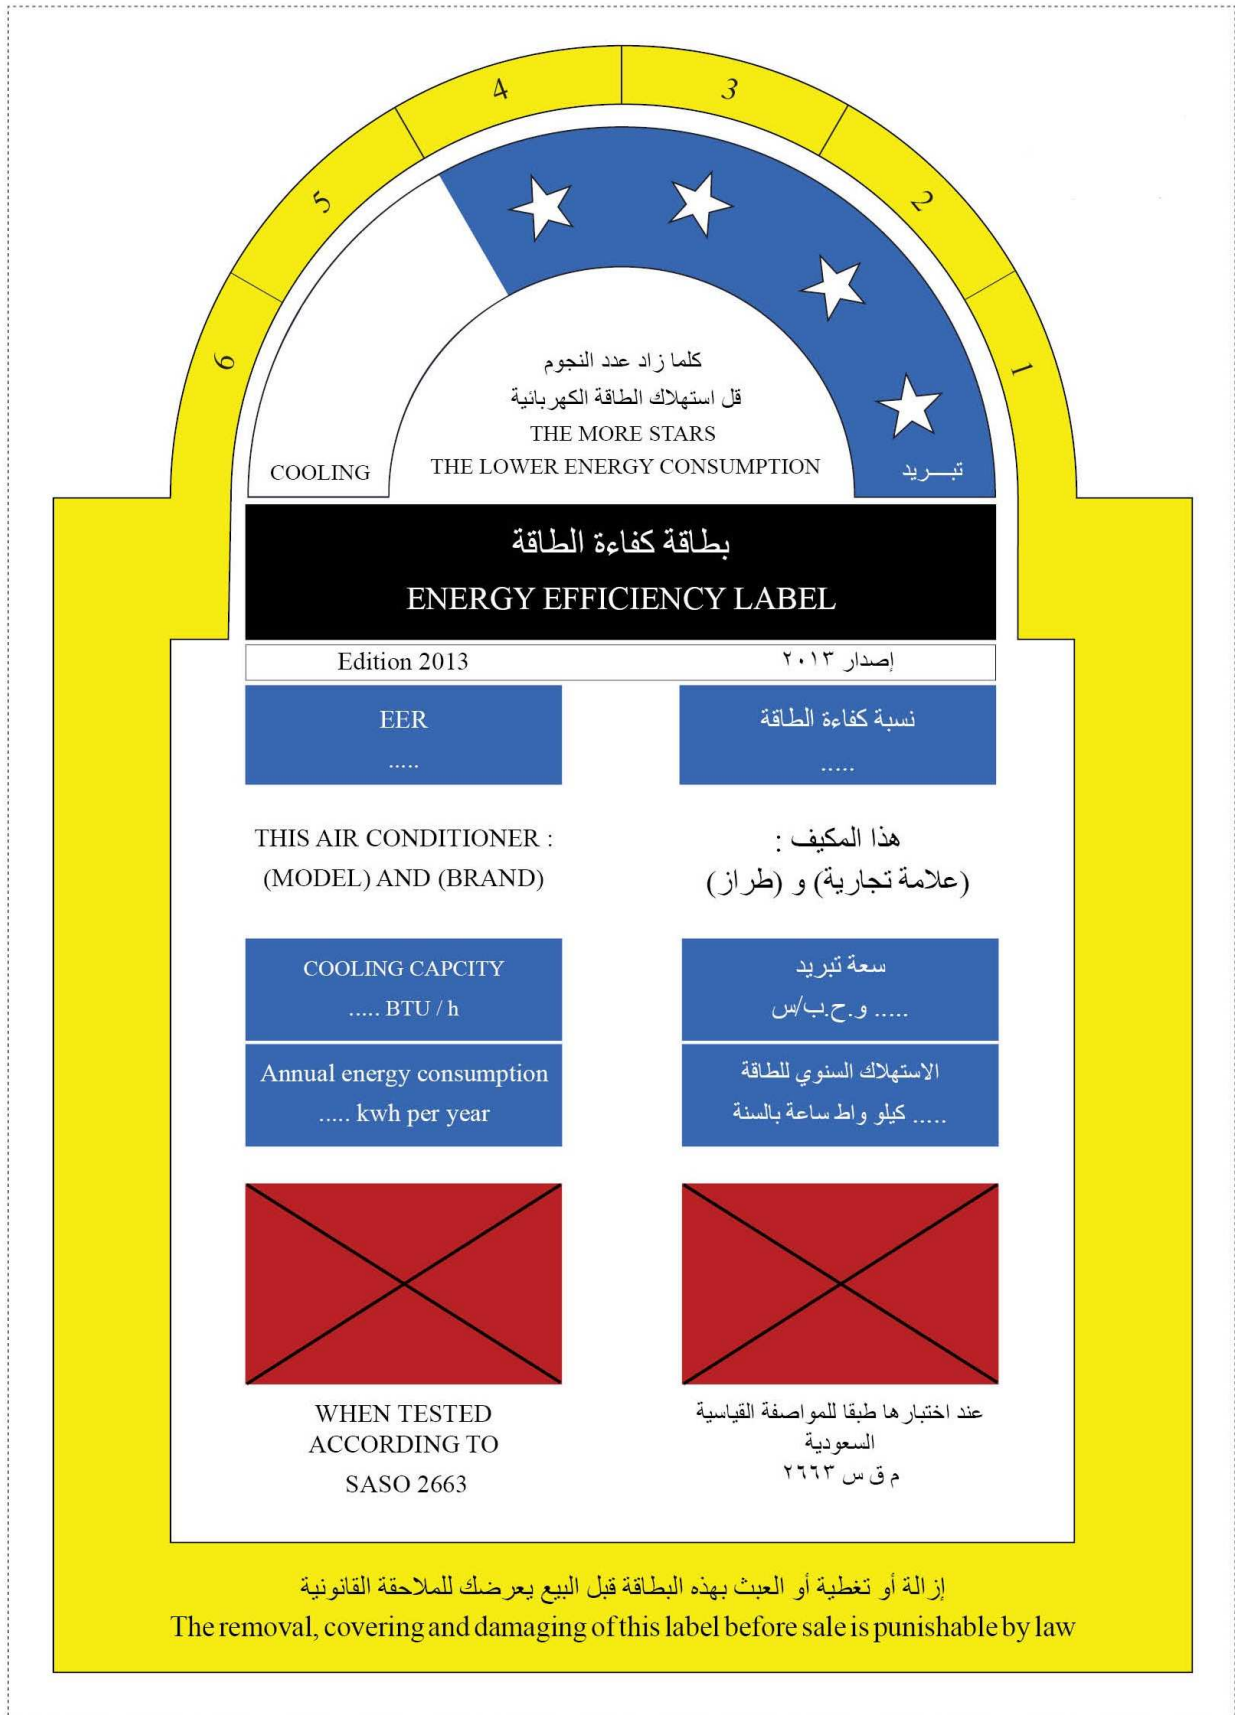 4
3
5
2
6
1
كلما زاد عدد النجوم
قل استهلاك الطاقة الكهربائية
THE MORE STARS
THE LOWER ENERGY CONSUMPTION
COOLING
تبـــريد
بطاقة كفاءة الطاقة
ENERGY EFFICIENCY LABEL
Edition 2013
إصدار ٢٠١٣
EER
.....
نسبة كفاءة الطاقة
.....
THIS AIR CONDITIONER :
(MODEL) AND (BRAND)
هذا المكيف :
(علامة تجارية) و (طراز)
COOLING CAPCITY
..... BTU / h
سعة تبريد
..... و.ح.ب/س
Annual energy consumption
..... kwh per year
الاستهلاك السنوي للطاقة
..... كيلو واط ساعة بالسنة
WHEN TESTED
ACCORDING TO
SASO 2663
عند اختبارها طبقا للمواصفة القياسية
السعودية
م ق س ٢٦٦٣
إزالة أو تغطية أو العبث بهذه البطاقة قبل البيع يعرضك للملاحقة القانونية
The removal, covering and damaging of this label before sale is punishable by law